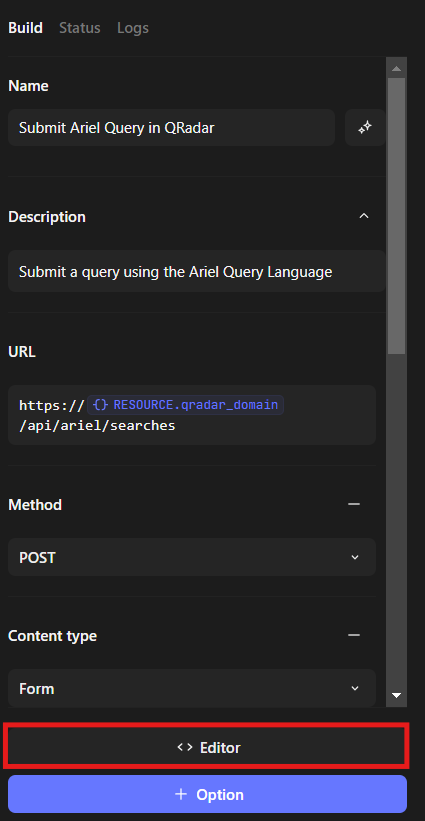 Build Status Logs
Name
Submit Ariel Query in QRadar
Description
Submit a query using the Ariel Query Language
URL
https:// {} RESOURCE.qradar_domain
/api/ariel/searches
Method
POST
Content type
Form
<> Editor
+ Option